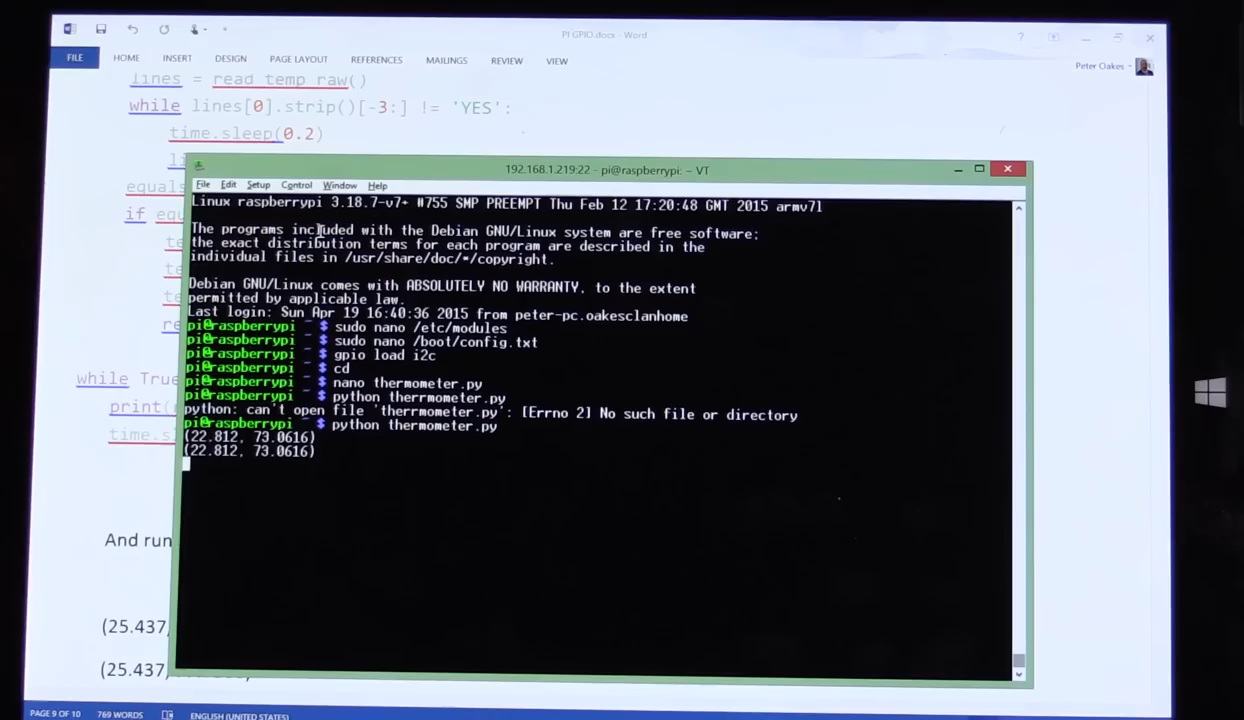 PI GPIO.docx - Word
FILE HOME INSERT DESIGN PAGE LAYOUT REFERENCES MAILINGS REVIEW VIEW
Peter Oakes
lines = read_temp_raw()
while lines[0].strip()[-3:] != 'YES':
time.sleep(0.2)
equals
192.168.1.219:22 - pi@raspberrypi: ~ VT
File Edit Setup Control Window Help
Linux raspberrypi 3.18.7-v7+ #755 SMP PREEMPT Thu Feb 12 17:20:48 GMT 2015 armv7l
The programs included with the Debian GNU/Linux system are free software;
the exact distribution terms for each program are described in the
individual files in /usr/share/doc/*/copyright.
Debian GNU/Linux comes with ABSOLUTELY NO WARRANTY, to the extent
permitted by applicable law.
Last login: Sun Apr 19 16:40:36 2015 from peter-pc.oakesclanhome
pi@raspberrypi ~ $ sudo nano /etc/modules
pi@raspberrypi ~ $ sudo nano /boot/config.txt
pi@raspberrypi ~ $ gpio load i2c
pi@raspberrypi ~ $ cd
pi@raspberrypi ~ $ nano thermometer.py
pi@raspberrypi ~ $ python therrmometer.py
python: can't open file 'therrmometer.py': [Errno 2] No such file or directory
pi@raspberrypi ~ $ python thermometer.py
(22.812, 73.0616)
(22.812, 73.0616)
if equ
while True
print(
And run
(25.437,
(25.437,
PAGE 9 OF 10 769 WORDS ENGLISH (UNITED STATES)